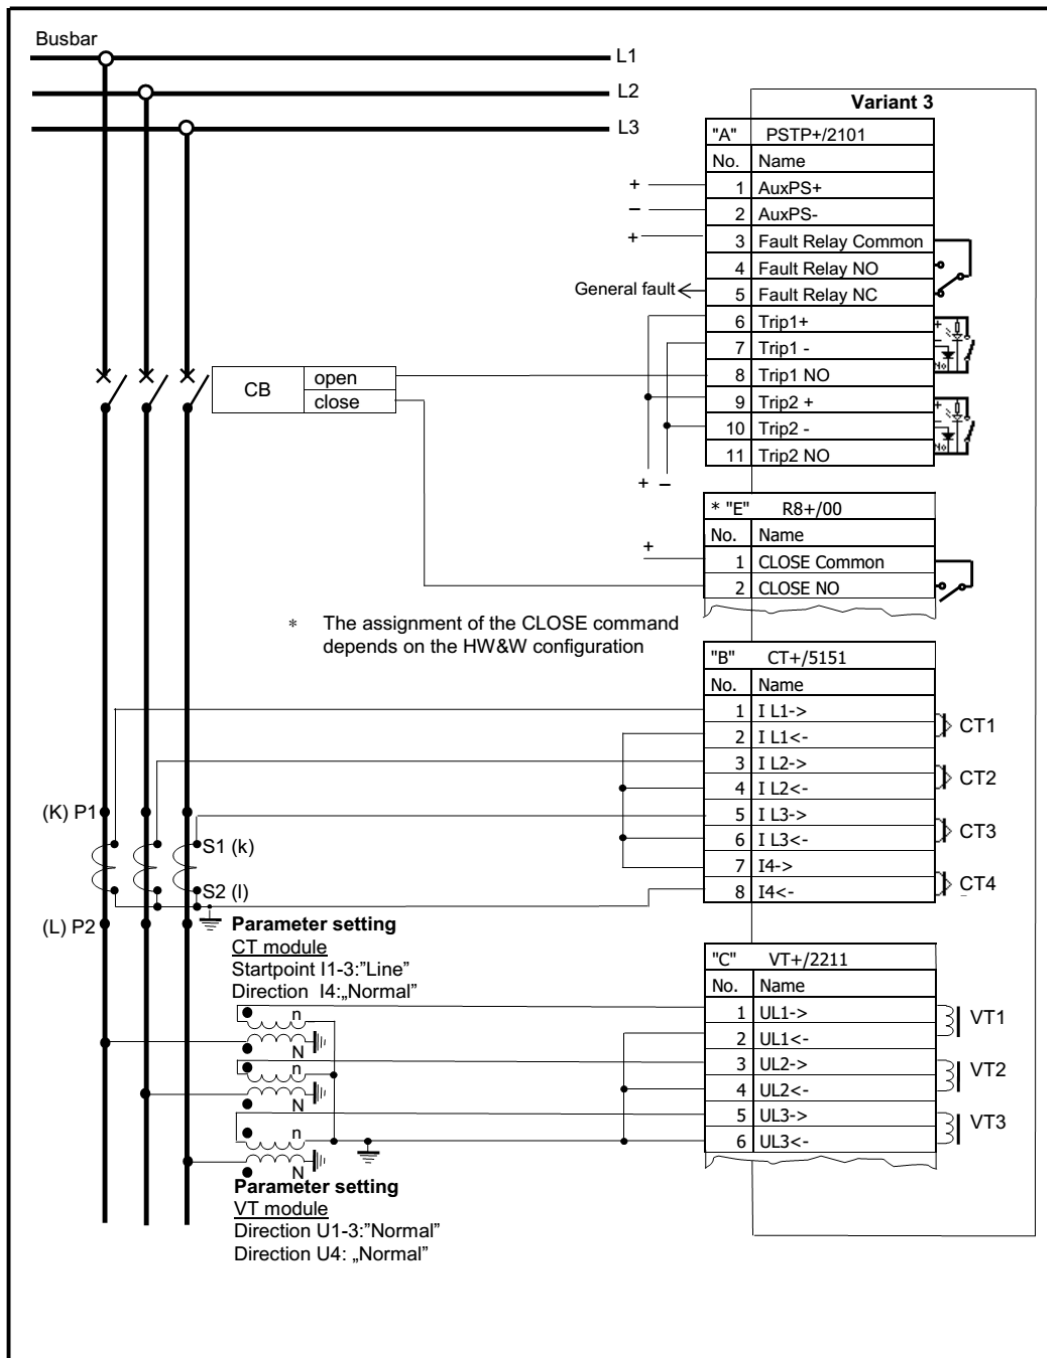 Busbar
L1
L2
L3
Variant 3
"A" PSTP+/2101
No. Name
+ 1 AuxPS+
– 2 AuxPS-
+ 3 Fault Relay Common
4 Fault Relay NO
General fault 5 Fault Relay NC
6 Trip1+
7 Trip1 -
8 Trip1 NO
9 Trip2 +
10 Trip2 -
11 Trip2 NO
CB open
close
+ –
* "E" R8+/00
No. Name
+ 1 CLOSE Common
2 CLOSE NO
* The assignment of the CLOSE command
depends on the HW&W configuration
"B" CT+/5151
No. Name
1 I L1->
2 I L1<-
CT1
3 I L2->
4 I L2<-
CT2
5 I L3->
6 I L3<-
CT3
7 I4->
8 I4<-
CT4
(K) P1
S1 (k)
S2 (l)
(L) P2
Parameter setting
CT module
Startpoint I1-3:"Line”
Direction I4:„Normal”
"C" VT+/2211
No. Name
1 UL1->
2 UL1<-
VT1
3 UL2->
4 UL2<-
VT2
5 UL3->
6 UL3<-
VT3
n
N
n
N
n
N
Parameter setting
VT module
Direction U1-3:”Normal”
Direction U4: „Normal”